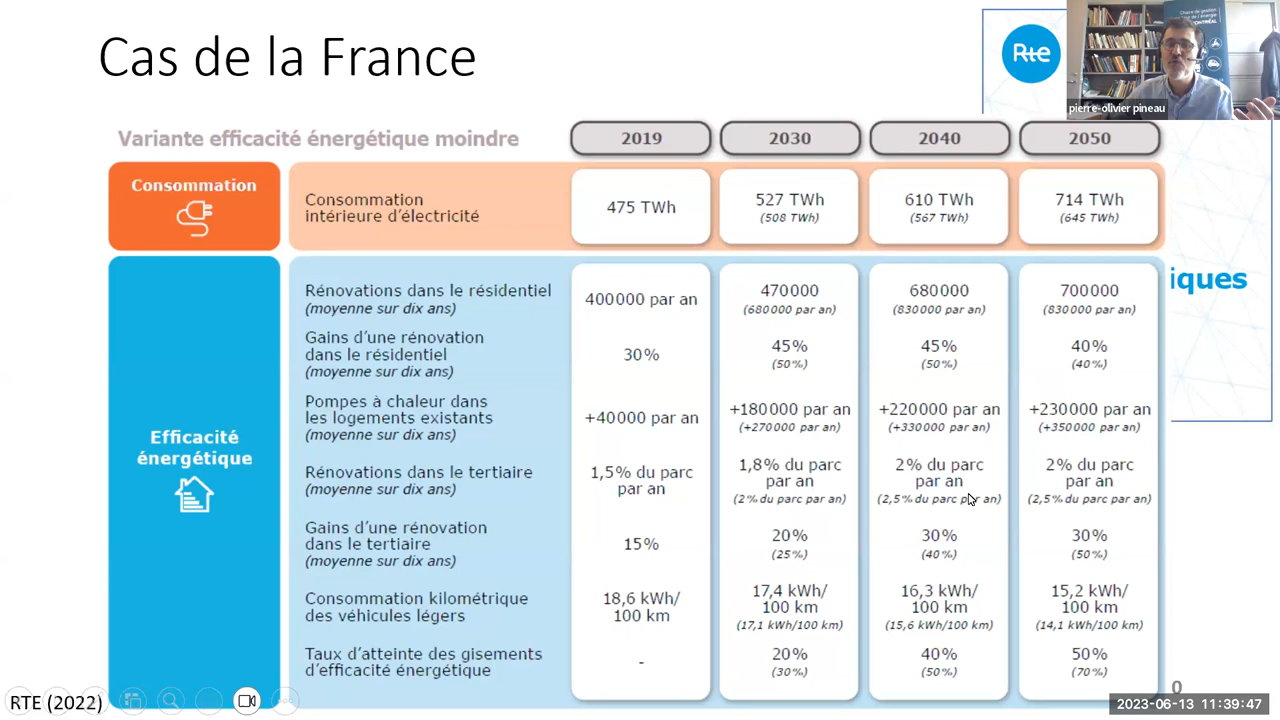 Cas de la France
Rte
pierre-olivier pineau
Variante efficacité énergétique moindre
2019
2030
2040
2050
Consommation
Consommation
intérieure d'électricité
475 TWh
527 TWh
(508 TWh)
610 TWh
(567 TWh)
714 TWh
(645 TWh)
iques
Efficacité
énergétique
Rénovations dans le résidentiel
(moyenne sur dix ans)
400000 par an
470000
(680000 par an)
680000
(830000 par an)
700000
(830000 par an)
Gains d'une rénovation
dans le résidentiel
(moyenne sur dix ans)
30%
45%
(50%)
45%
(50%)
40%
(40%)
Pompes à chaleur dans
les logements existants
(moyenne sur dix ans)
+40000 par an
+180000 par an
(+270000 par an)
+220000 par an
(+330000 par an)
+230000 par an
(+350000 par an)
Rénovations dans le tertiaire
(moyenne sur dix ans)
1,5% du parc
par an
1,8% du parc
par an
(2% du parc par an)
2% du parc
par an
(2,5% du parc par an)
2% du parc
par an
(2,5% du parc par an)
Gains d'une rénovation
dans le tertiaire
(moyenne sur dix ans)
15%
20%
(25%)
30%
(40%)
30%
(50%)
Consommation kilométrique
des véhicules légers
18,6 kWh/
100 km
17,4 kWh/
100 km
(17,1 kWh/100 km)
16,3 kWh/
100 km
(15,6 kWh/100 km)
15,2 kWh/
100 km
(14,1 kWh/100 km)
Taux d'atteinte des gisements
d'efficacité énergétique
-
20%
(30%)
40%
(50%)
50%
(70%)
RTE (2022)
0
2023-06-13 11:39:47